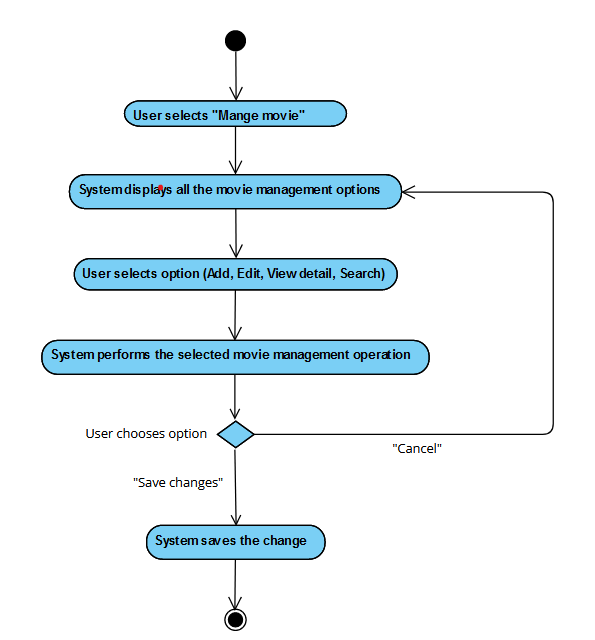 User selects "Mange movie"
System displays all the movie management options
User selects option (Add, Edit, View detail, Search)
System performs the selected movie management operation
User chooses option
"Cancel"
"Save changes"
System saves the change